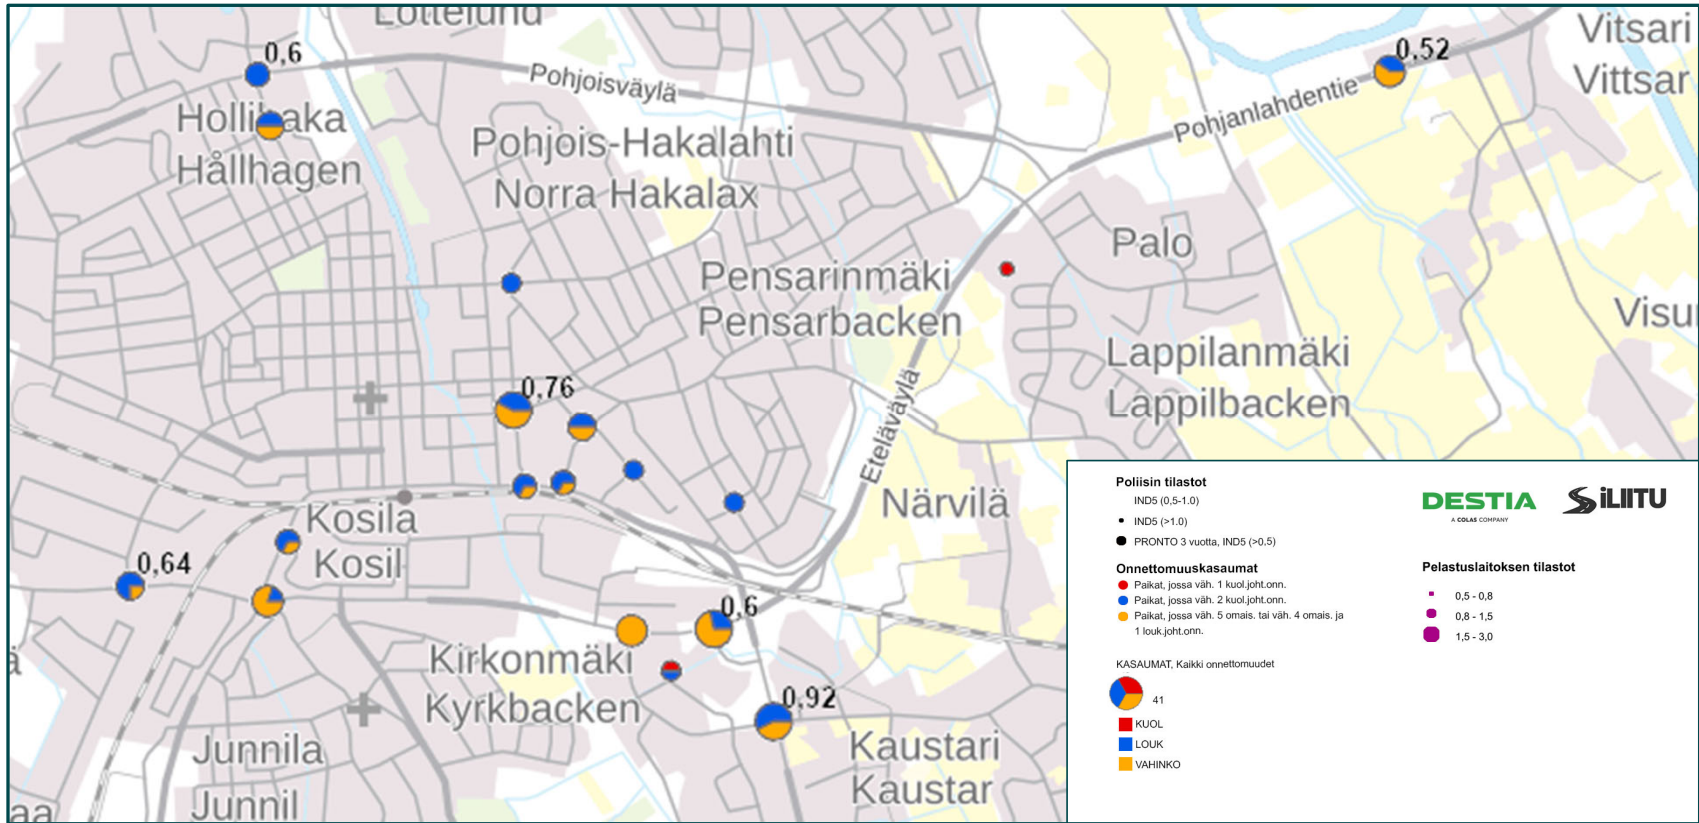 Lottelund
0,6
Pohjoisväylä
0,52
Vitsari
Vittsar
Hollihaka
Hållhagen
Pohjois-Hakalahti
Norra Hakalax
Pohjanlahdentie
Palo
Pensarinmäki
Pensarbacken
Visu
Lappilanmäki
Lappilbacken
0,76
Eteläväylä
Närvilä
Kosila
Kosil
0,64
0,6
Kirkonmäki
Kyrkbacken
0,92
Kaustari
Kaustar
Junnila
Junnil
ä
aa
Poliisin tilastot
IND5 (0,5-1.0)
IND5 (>1.0)
PRONTO 3 vuotta, IND5 (>0,5)
Onnettomuuskasaumat
Paikat, jossa väh. 1 kuol.joht.onn.
Paikat, jossa väh. 2 kuol.joht.onn.
Paikat, jossa väh. 5 omais. tai väh. 4 omais. ja
1 louk.joht.onn.
KASAUMAT, Kaikki onnettomuudet
41
KUOL
LOUK
VAHINKO
DESTIA
A COLAS COMPANY
SiLIITU
Pelastuslaitoksen tilastot
0,5 - 0,8
0,8 - 1,5
1,5 - 3,0